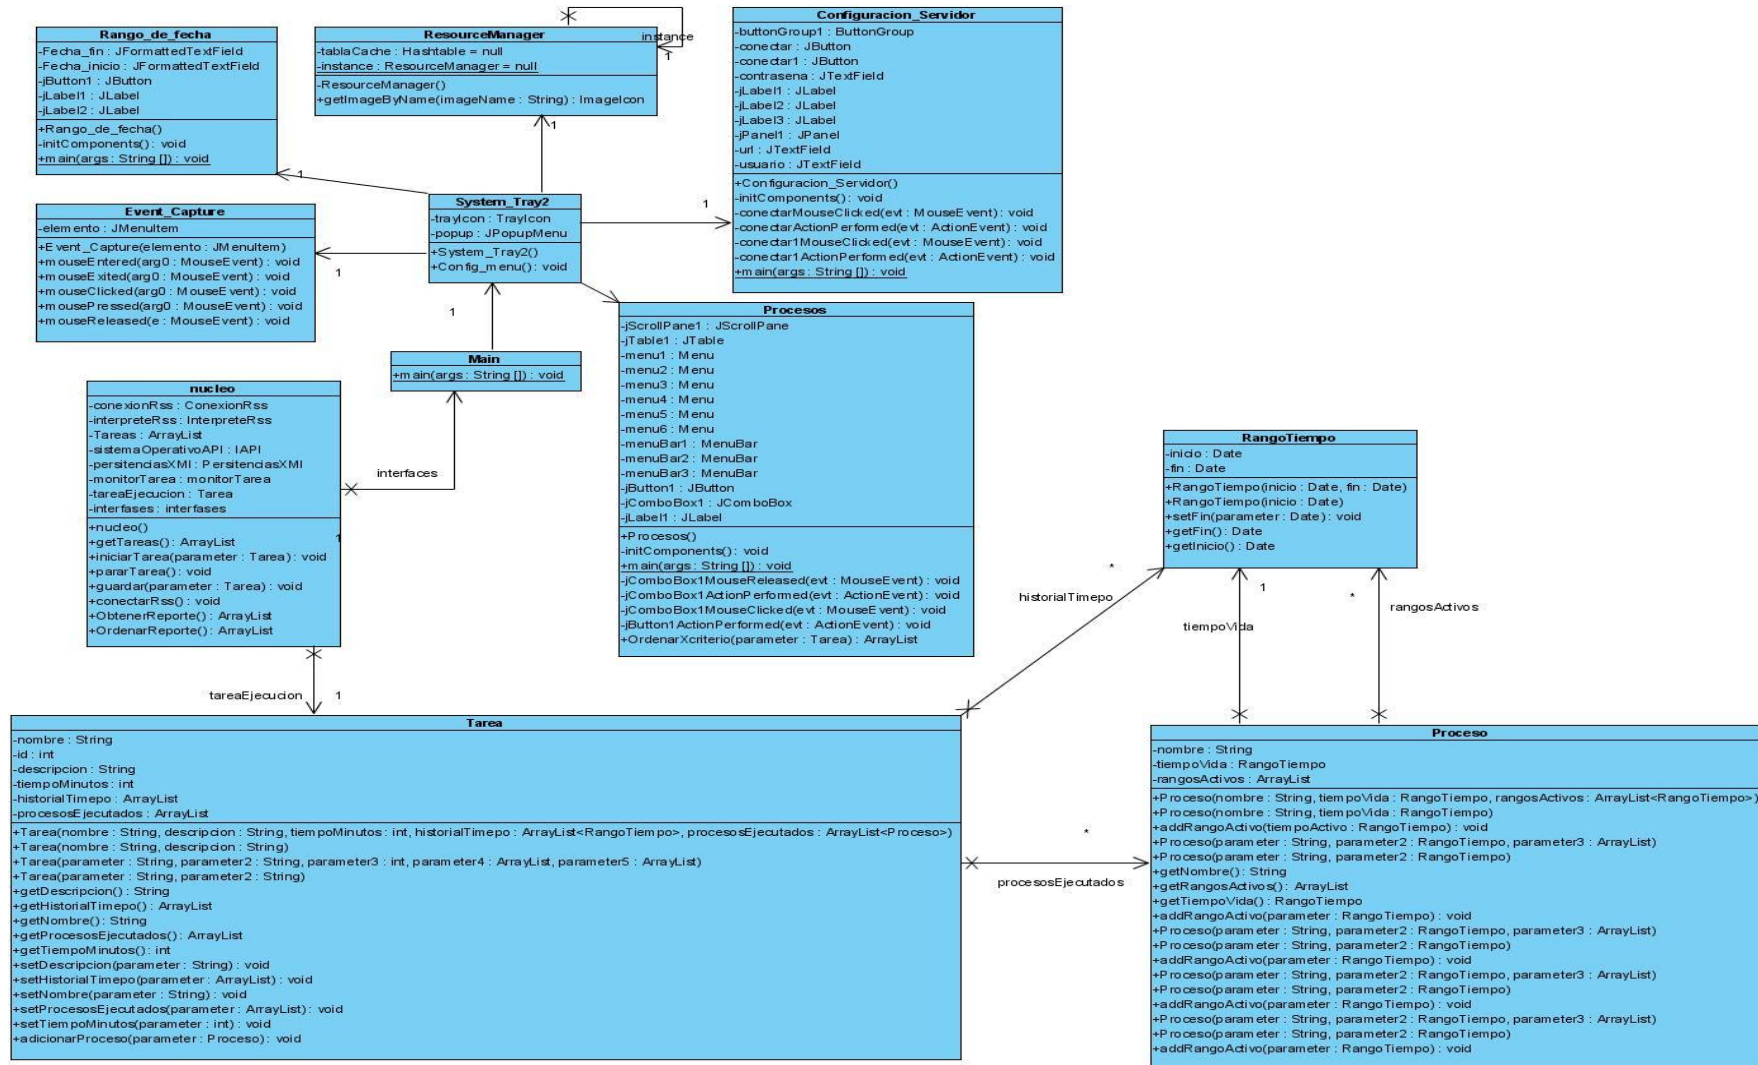 Rango_de_fecha
-Fecha_fin : JFormattedTextField
-Fecha_inicio : JFormattedTextField
-jButton1 : JButton
-jLabel1 : JLabel
-jLabel2 : JLabel
+Rango_de_fecha()
-initComponents() : void
+main(args : String []) : void
ResourceManager
-tablaCache : Hashtable = null
-instance : ResourceManager = null
-ResourceManager()
+getImageByName(imageName : String) : ImageIcon
instance
1
1
Configuracion_Servidor
-buttonGroup1 : ButtonGroup
-conectar : JButton
-conectar1 : JButton
-contrasena : JTextField
-jLabel1 : JLabel
-jLabel2 : JLabel
-jLabel3 : JLabel
-jPanel1 : JPanel
-url : JTextField
-usuario : JTextField
+Configuracion_Servidor()
-initComponents() : void
-conectarMouseClicked(evt : MouseEvent) : void
-conectarActionPerformed(evt : ActionEvent) : void
-conectar1MouseClicked(evt : MouseEvent) : void
-conectar1ActionPerformed(evt : ActionEvent) : void
+main(args : String []) : void
1
Event_Capture
-elemento : JMenuItem
+Event_Capture(elemento : JMenuItem)
+mouseEntered(arg0 : MouseEvent) : void
+mouseExited(arg0 : MouseEvent) : void
+mouseClicked(arg0 : MouseEvent) : void
+mousePressed(arg0 : MouseEvent) : void
+mouseReleased(e : MouseEvent) : void
1
System_Tray2
-trayIcon : TrayIcon
-popup : JPopupMenu
+System_Tray2()
+Config_menu() : void
1
1
Main
+main(args : String []) : void
Procesos
-jScrollPane1 : JScrollPane
-jTable1 : JTable
-menu1 : Menu
-menu2 : Menu
-menu3 : Menu
-menu4 : Menu
-menu5 : Menu
-menu6 : Menu
-menuBar1 : MenuBar
-menuBar2 : MenuBar
-menuBar3 : MenuBar
-jButton1 : JButton
-jComboBox1 : JComboBox
-jLabel1 : JLabel
+Procesos()
-initComponents() : void
+main(args : String []) : void
-jComboBox1MouseReleased(evt : MouseEvent) : void
-jComboBox1ActionPerformed(evt : ActionEvent) : void
-jComboBox1MouseClicked(evt : MouseEvent) : void
-jButton1ActionPerformed(evt : ActionEvent) : void
+OrdenarXcriterio(parameter : Tarea) : ArrayList
nucleo
-conexionRss : ConexionRss
-interpreteRss : InterpreteRss
-Tareas : ArrayList
-sistemaOperativoAPI : IAPI
-persitenciasXMl : PersitenciasXMl
-monitorTarea : monitorTarea
-tareaEjecucion : Tarea
-interfases : interfases
+nucleo()
+getTareas() : ArrayList
+iniciarTarea(parameter : Tarea) : void
+pararTarea() : void
+guardar(parameter : Tarea) : void
+conectarRss() : void
+ObtenerReporte() : ArrayList
+OrdenarReporte() : ArrayList
interfaces
1
RangoTiempo
-inicio : Date
-fin : Date
+RangoTiempo(inicio : Date, fin : Date)
+RangoTiempo(inicio : Date)
+setFin(parameter : Date) : void
+getFin() : Date
+getInicio() : Date
*
historialTimepo
1
tiempoVida
*
rangosActivos
tareaEjecucion
1
Tarea
-nombre : String
-id : int
-descripcion : String
-tiempoMinutos : int
-historialTimepo : ArrayList
-procesosEjecutados : ArrayList
+Tarea(nombre : String, descripcion : String, tiempoMinutos : int, historialTimepo : ArrayList<RangoTiempo>, procesosEjecutados : ArrayList<Proceso>)
+Tarea(nombre : String, descripcion : String)
+Tarea(parameter : String, parameter2 : String, parameter3 : int, parameter4 : ArrayList, parameter5 : ArrayList)
+Tarea(parameter : String, parameter2 : String)
+getDescripcion() : String
+getHistorialTimepo() : ArrayList
+getNombre() : String
+getProcesosEjecutados() : ArrayList
+getTiempoMinutos() : int
+setDescripcion(parameter : String) : void
+setHistorialTimepo(parameter : ArrayList) : void
+setNombre(parameter : String) : void
+setProcesosEjecutados(parameter : ArrayList) : void
+setTiempoMinutos(parameter : int) : void
+adicionarProceso(parameter : Proceso) : void
*
procesosEjecutados
Proceso
-nombre : String
-tiempoVida : RangoTiempo
-rangosActivos : ArrayList
+Proceso(nombre : String, tiempoVida : RangoTiempo, rangosActivos : ArrayList<RangoTiempo>)
+Proceso(nombre : String, tiempoVida : RangoTiempo)
+addRangoActivo(tiempoActivo : RangoTiempo) : void
+Proceso(parameter : String, parameter2 : RangoTiempo, parameter3 : ArrayList)
+Proceso(parameter : String, parameter2 : RangoTiempo)
+getNombre() : String
+getRangosActivos() : ArrayList
+getTiempoVida() : RangoTiempo
+addRangoActivo(parameter : RangoTiempo) : void
+Proceso(parameter : String, parameter2 : RangoTiempo, parameter3 : ArrayList)
+Proceso(parameter : String, parameter2 : RangoTiempo)
+addRangoActivo(parameter : RangoTiempo) : void
+Proceso(parameter : String, parameter2 : RangoTiempo, parameter3 : ArrayList)
+Proceso(parameter : String, parameter2 : RangoTiempo)
+addRangoActivo(parameter : RangoTiempo) : void
+Proceso(parameter : String, parameter2 : RangoTiempo, parameter3 : ArrayList)
+Proceso(parameter : String, parameter2 : RangoTiempo)
+addRangoActivo(parameter : RangoTiempo) : void